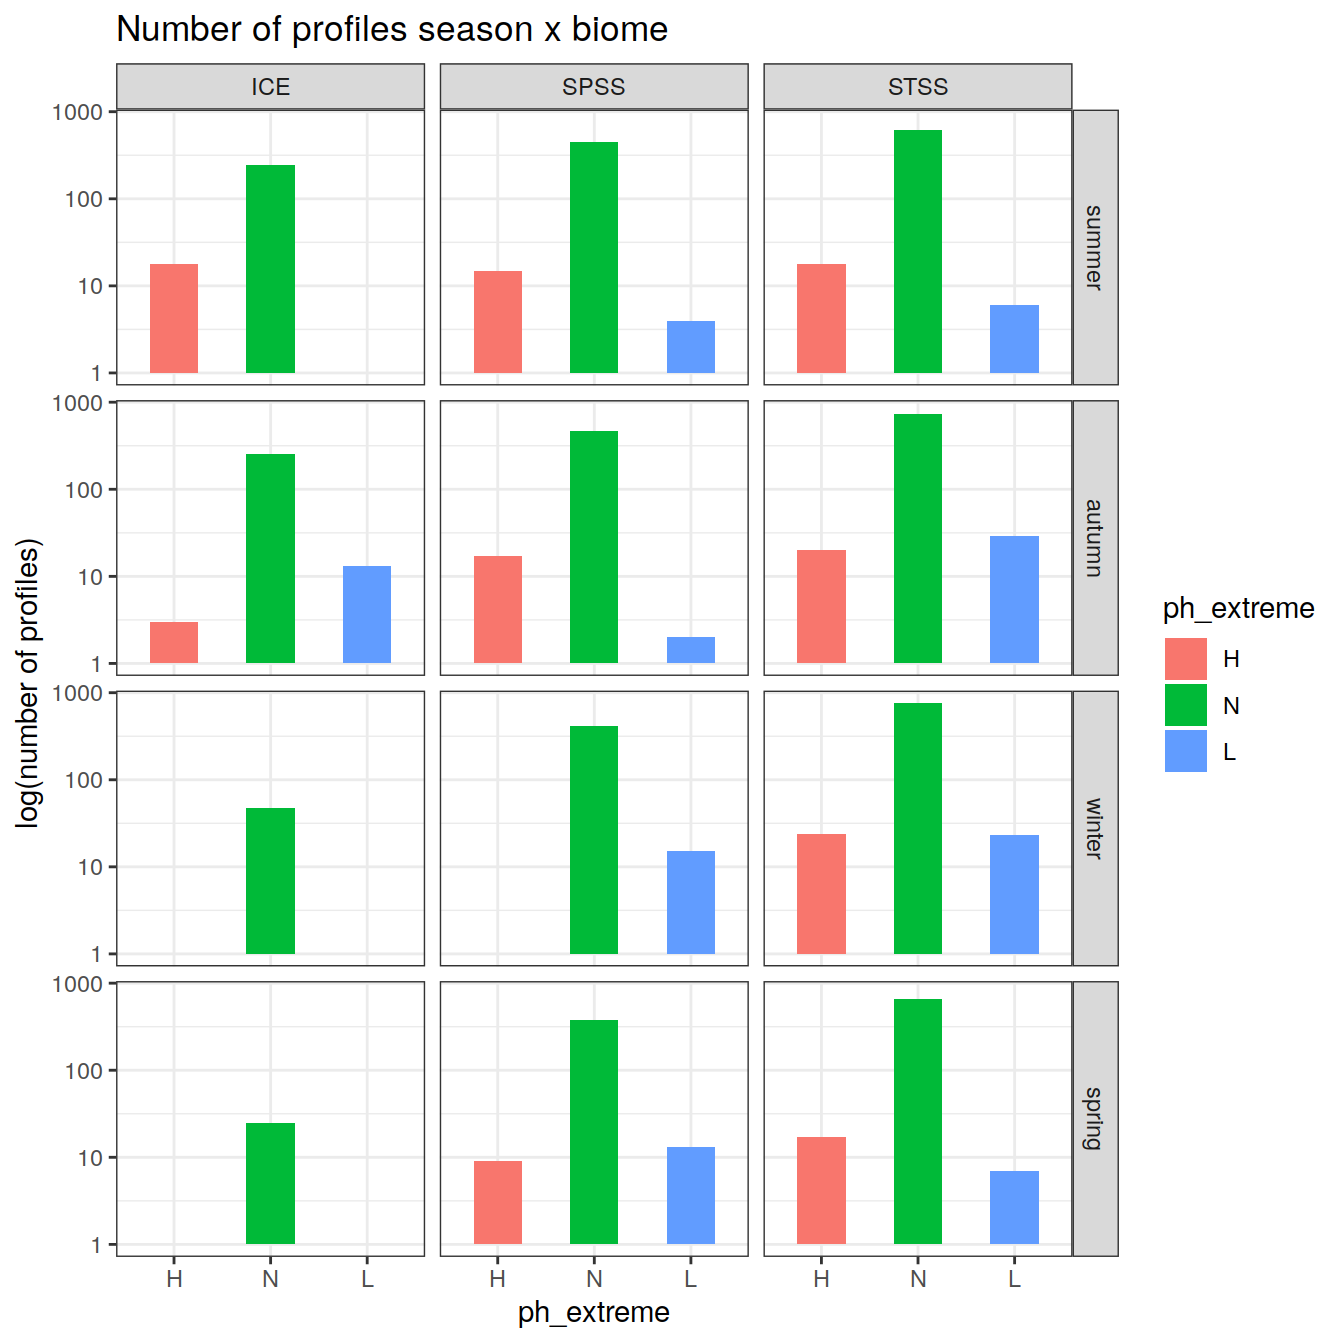 Number of profiles season x biome
ICE SPSS STSS
1000
100
10
1
summer
1000
100
10
1
autumn
1000
100
10
1
winter
1000
100
10
1
spring
H N L H N L H N L
ph_extreme
log(number of profiles)
ph_extreme
H
N
L